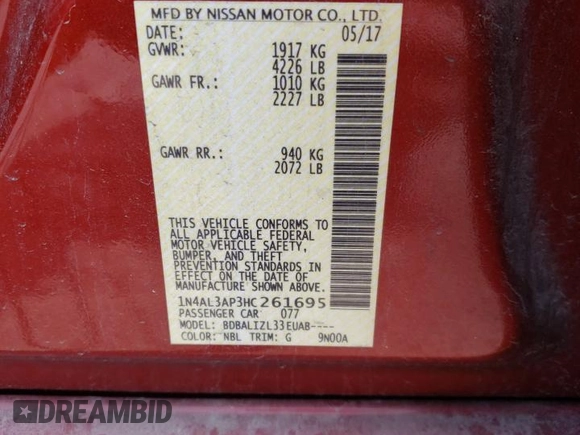 MFD BY NISSAN MOTOR CO., LTD.
DATE: 05/17
GVWR: 1917 KG
4226 LB
GAWR FR.: 1010 KG
2227 LB
GAWR RR.: 940 KG
2072 LB
THIS VEHICLE CONFORMS TO
ALL APPLICABLE FEDERAL
MOTOR VEHICLE SAFETY,
BUMPER, AND THEFT
PREVENTION STANDARDS IN
EFFECT ON THE DATE OF
MANUFACTURE SHOWN ABOVE.
1N4AL3AP3HC261695
PASSENGER CAR 077
MODEL: BDBALIZL33EUAB----
COLOR: NBL TRIM: G 9N00A
DREAMBID